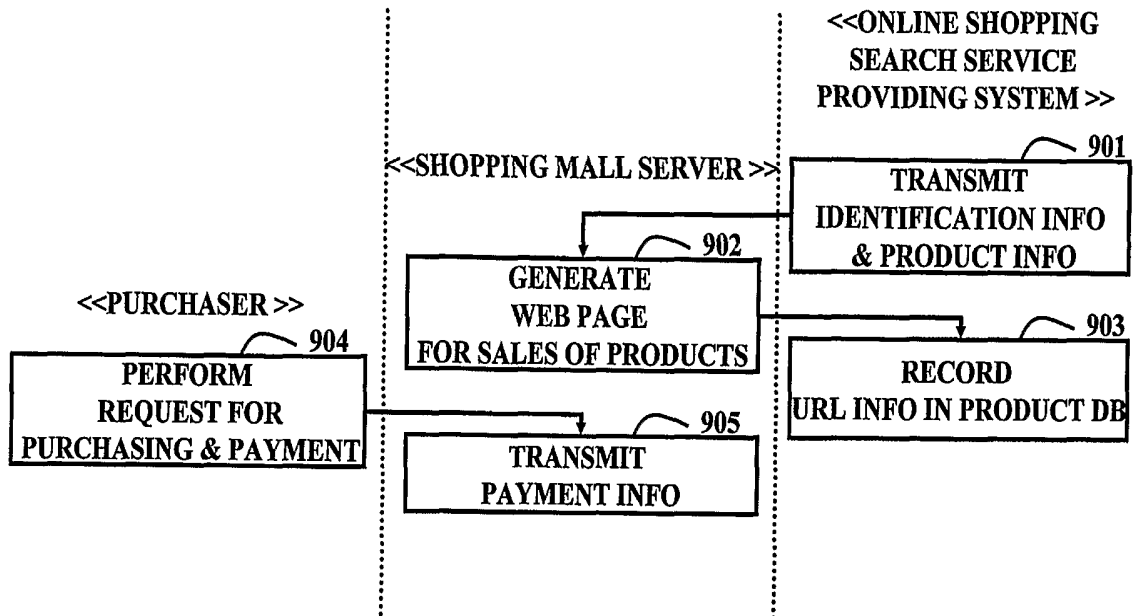 <<ONLINE SHOPPING
SEARCH SERVICE
PROVIDING SYSTEM >>
<<SHOPPING MALL SERVER >>
901
TRANSMIT
IDENTIFICATION INFO
& PRODUCT INFO
902
GENERATE
WEB PAGE
FOR SALES OF PRODUCTS
<<PURCHASER >>
903
RECORD
URL INFO IN PRODUCT DB
904
PERFORM
REQUEST FOR
PURCHASING & PAYMENT
905
TRANSMIT
PAYMENT INFO